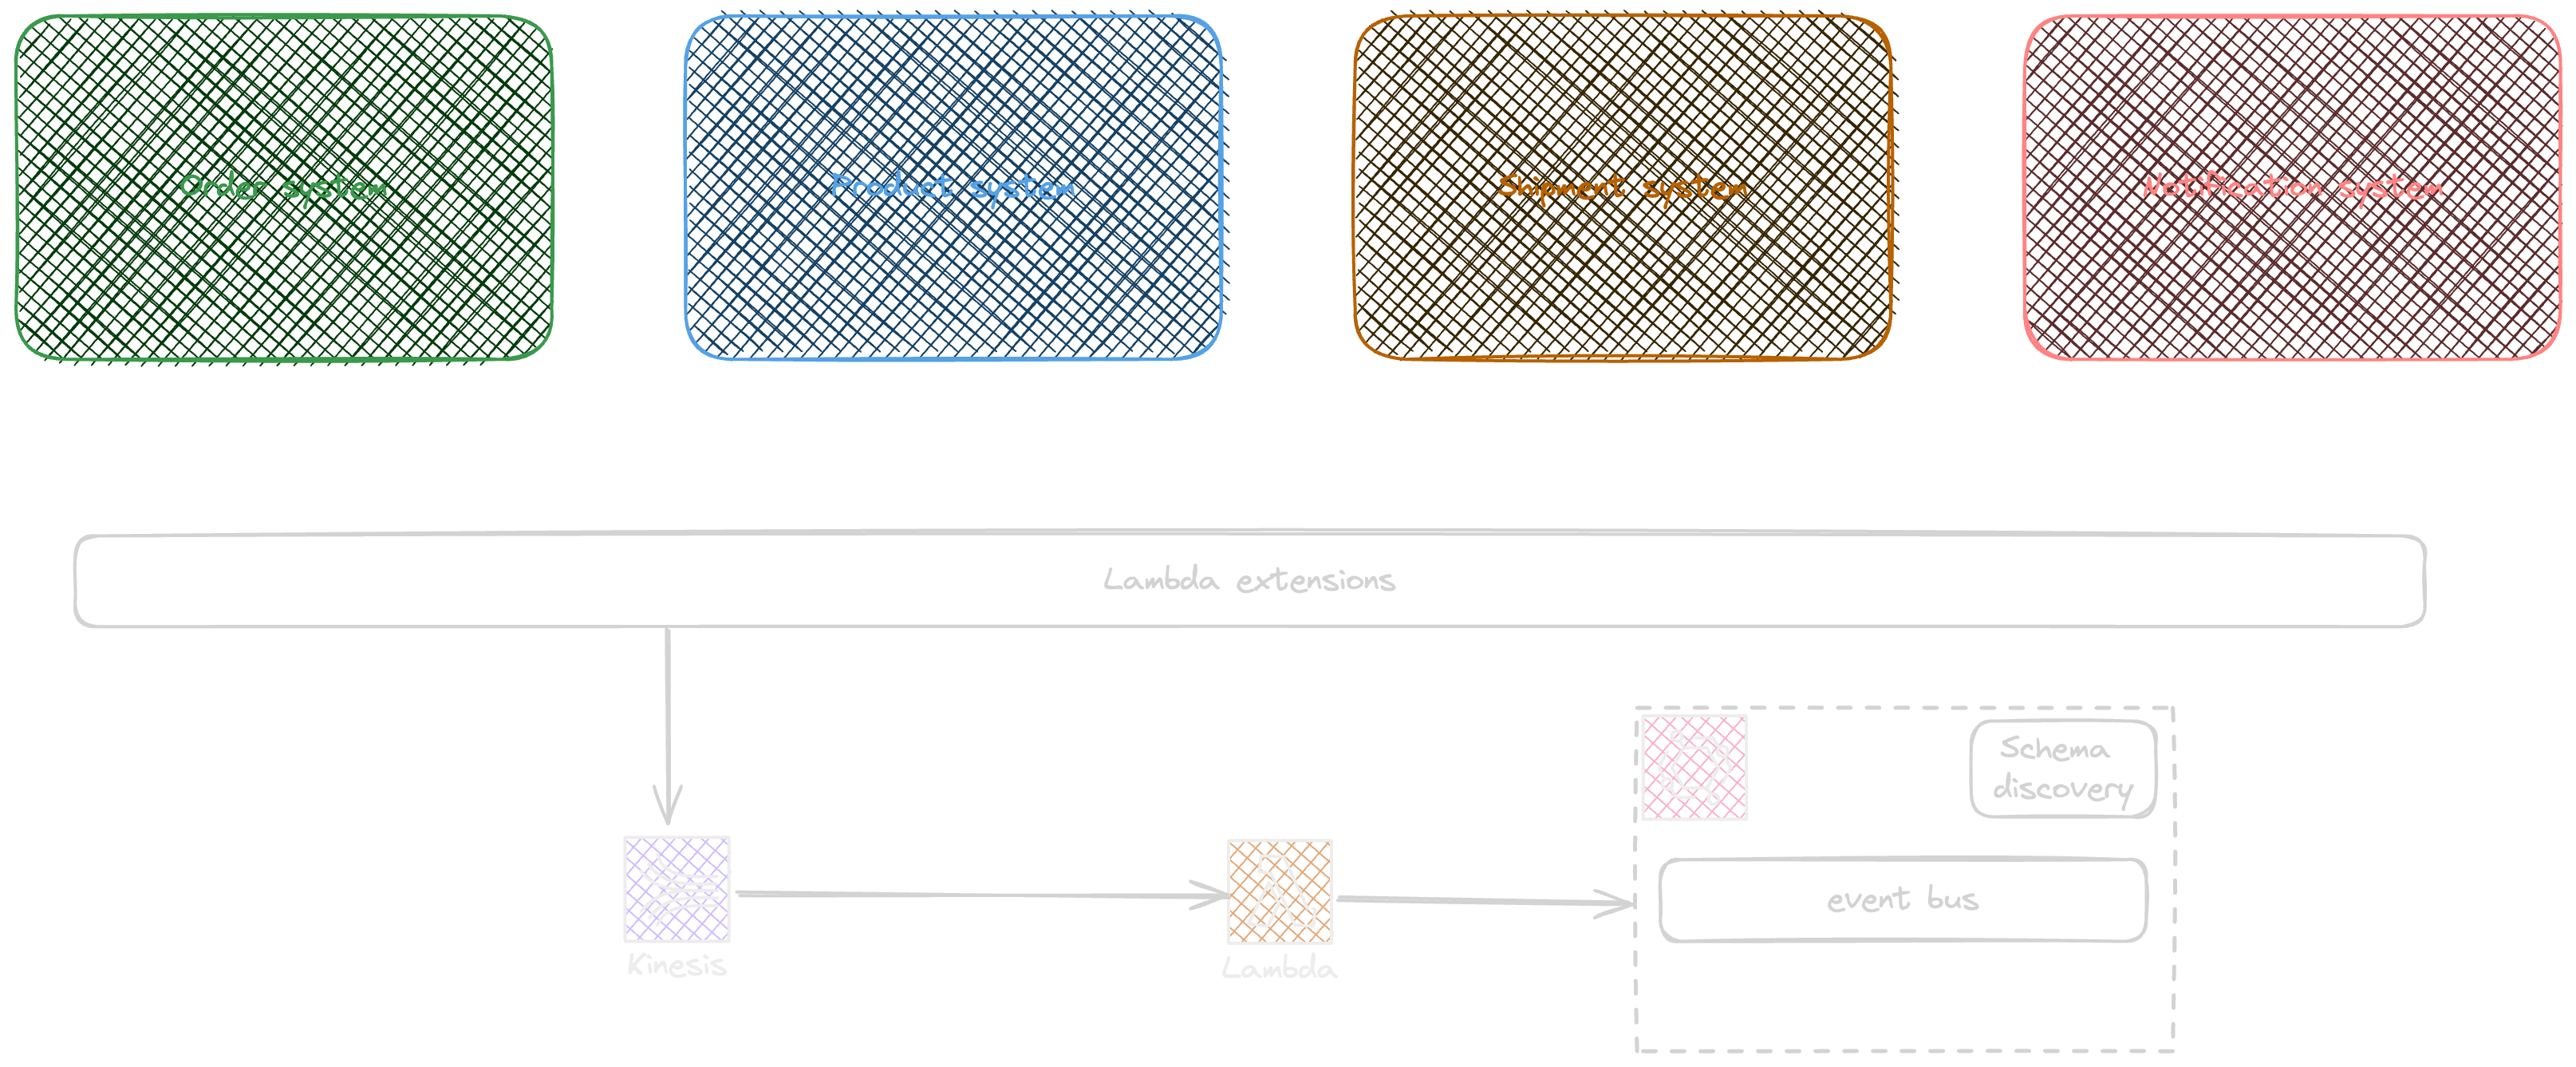 Order system
Product system
Shipment system
Notification system
Lambda extensions
Schema
discovery
event bus
Kinesis
Lambda